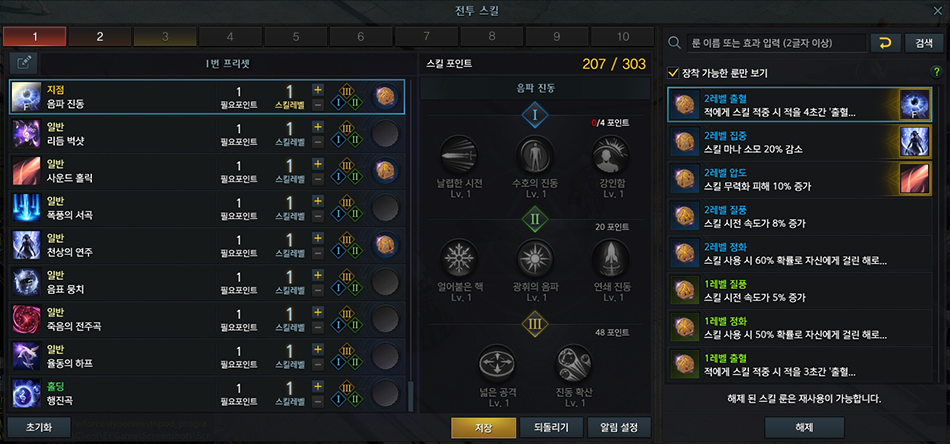 전투 스킬
1 2 3 4 5 6 7 8 9 10
1번 프리셋
지점
음파 진동
F
1
필요포인트
1
스킬레벨
III
I II
일반
리듬 벅샷
1
필요포인트
1
스킬레벨
III
I II
일반
사운드 홀릭
1
필요포인트
1
스킬레벨
III
I II
일반
폭풍의 서곡
1
필요포인트
1
스킬레벨
III
I II
일반
천상의 연주
1
필요포인트
1
스킬레벨
III
I II
일반
음표 뭉치
1
필요포인트
1
스킬레벨
III
I II
일반
죽음의 전주곡
1
필요포인트
1
스킬레벨
III
I II
일반
율동의 하프
1
필요포인트
1
스킬레벨
III
I II
홀딩
행진곡
1
필요포인트
1
스킬레벨
III
I II
초기화
스킬 포인트 207 / 303
음파 진동
I
0/4 포인트
날렵한 시전 수호의 진동 강인함
Lv. 1 Lv. 1 Lv. 1
II
20 포인트
얼어붙은 핵 광휘의 음파 연쇄 진동
Lv. 1 Lv. 1 Lv. 1
III
48 포인트
넓은 공격 진동 확산
Lv. 1 Lv. 1
저장 되돌리기 알림 설정
룬 이름 또는 효과 입력 (2글자 이상) 검색
장착 가능한 룬만 보기 ?
2레벨 출혈
적에게 스킬 적중 시 적을 4초간 '출혈...
F
2레벨 집중
스킬 마나 소모 20% 감소
2레벨 압도
스킬 무력화 피해 10% 증가
2레벨 질풍
스킬 시전 속도가 8% 증가
2레벨 정화
스킬 사용 시 60% 확률로 자신에게 걸린 해로...
1레벨 질풍
스킬 시전 속도가 5% 증가
1레벨 정화
스킬 사용 시 50% 확률로 자신에게 걸린 해로...
1레벨 출혈
적에게 스킬 적중 시 적을 3초간 '출혈...
해제 된 스킬 룬은 재사용이 가능합니다.
해제